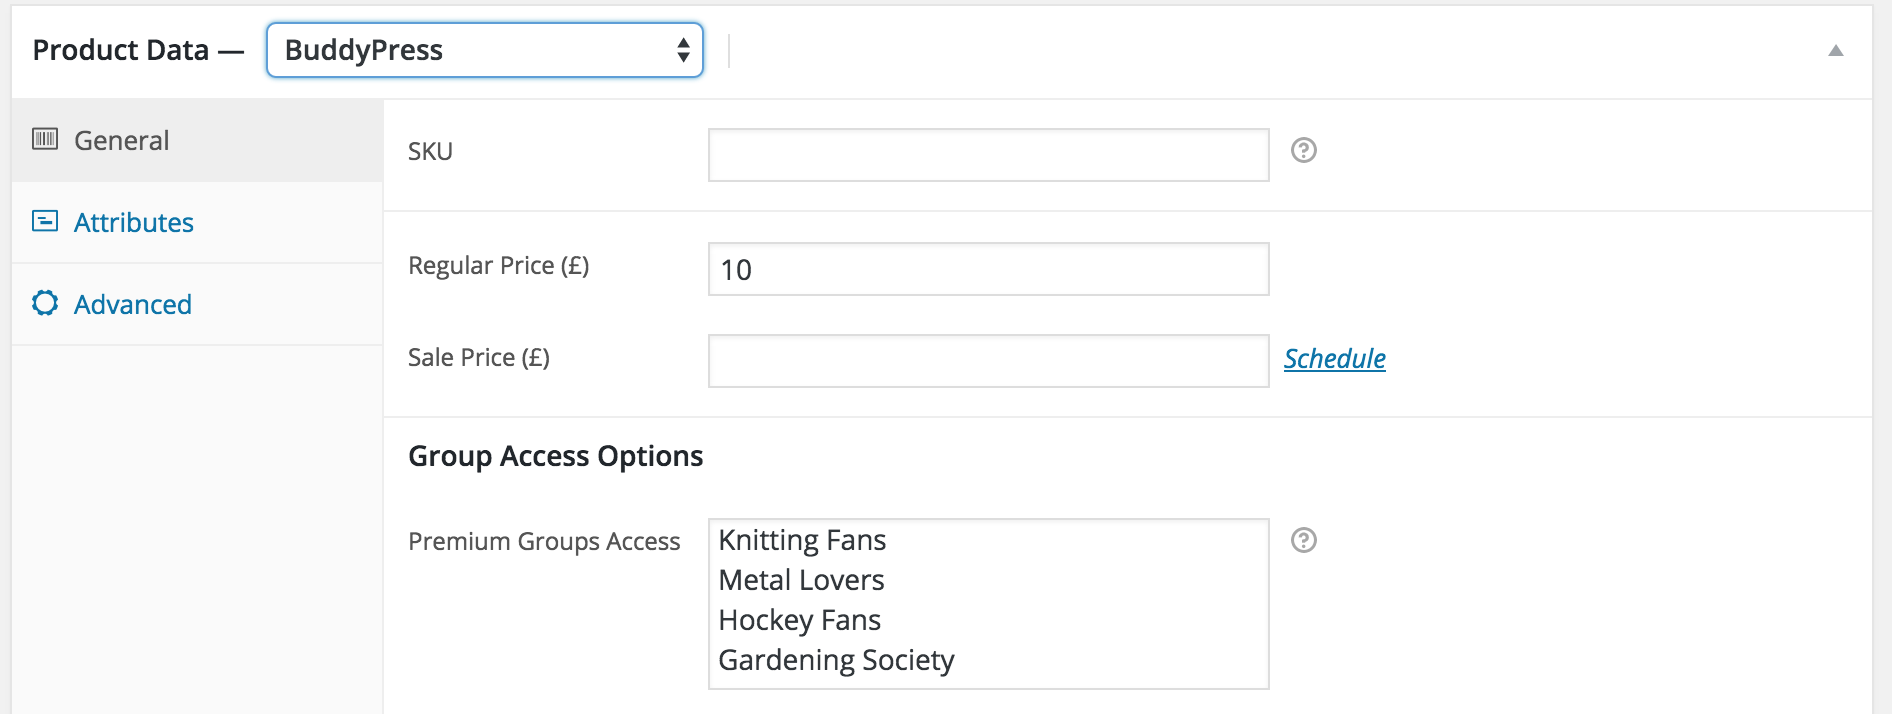 Product Data — BuddyPress
General
Attributes
Advanced
SKU
Regular Price (£) 10
Sale Price (£) Schedule
Group Access Options
Premium Groups Access
Knitting Fans
Metal Lovers
Hockey Fans
Gardening Society